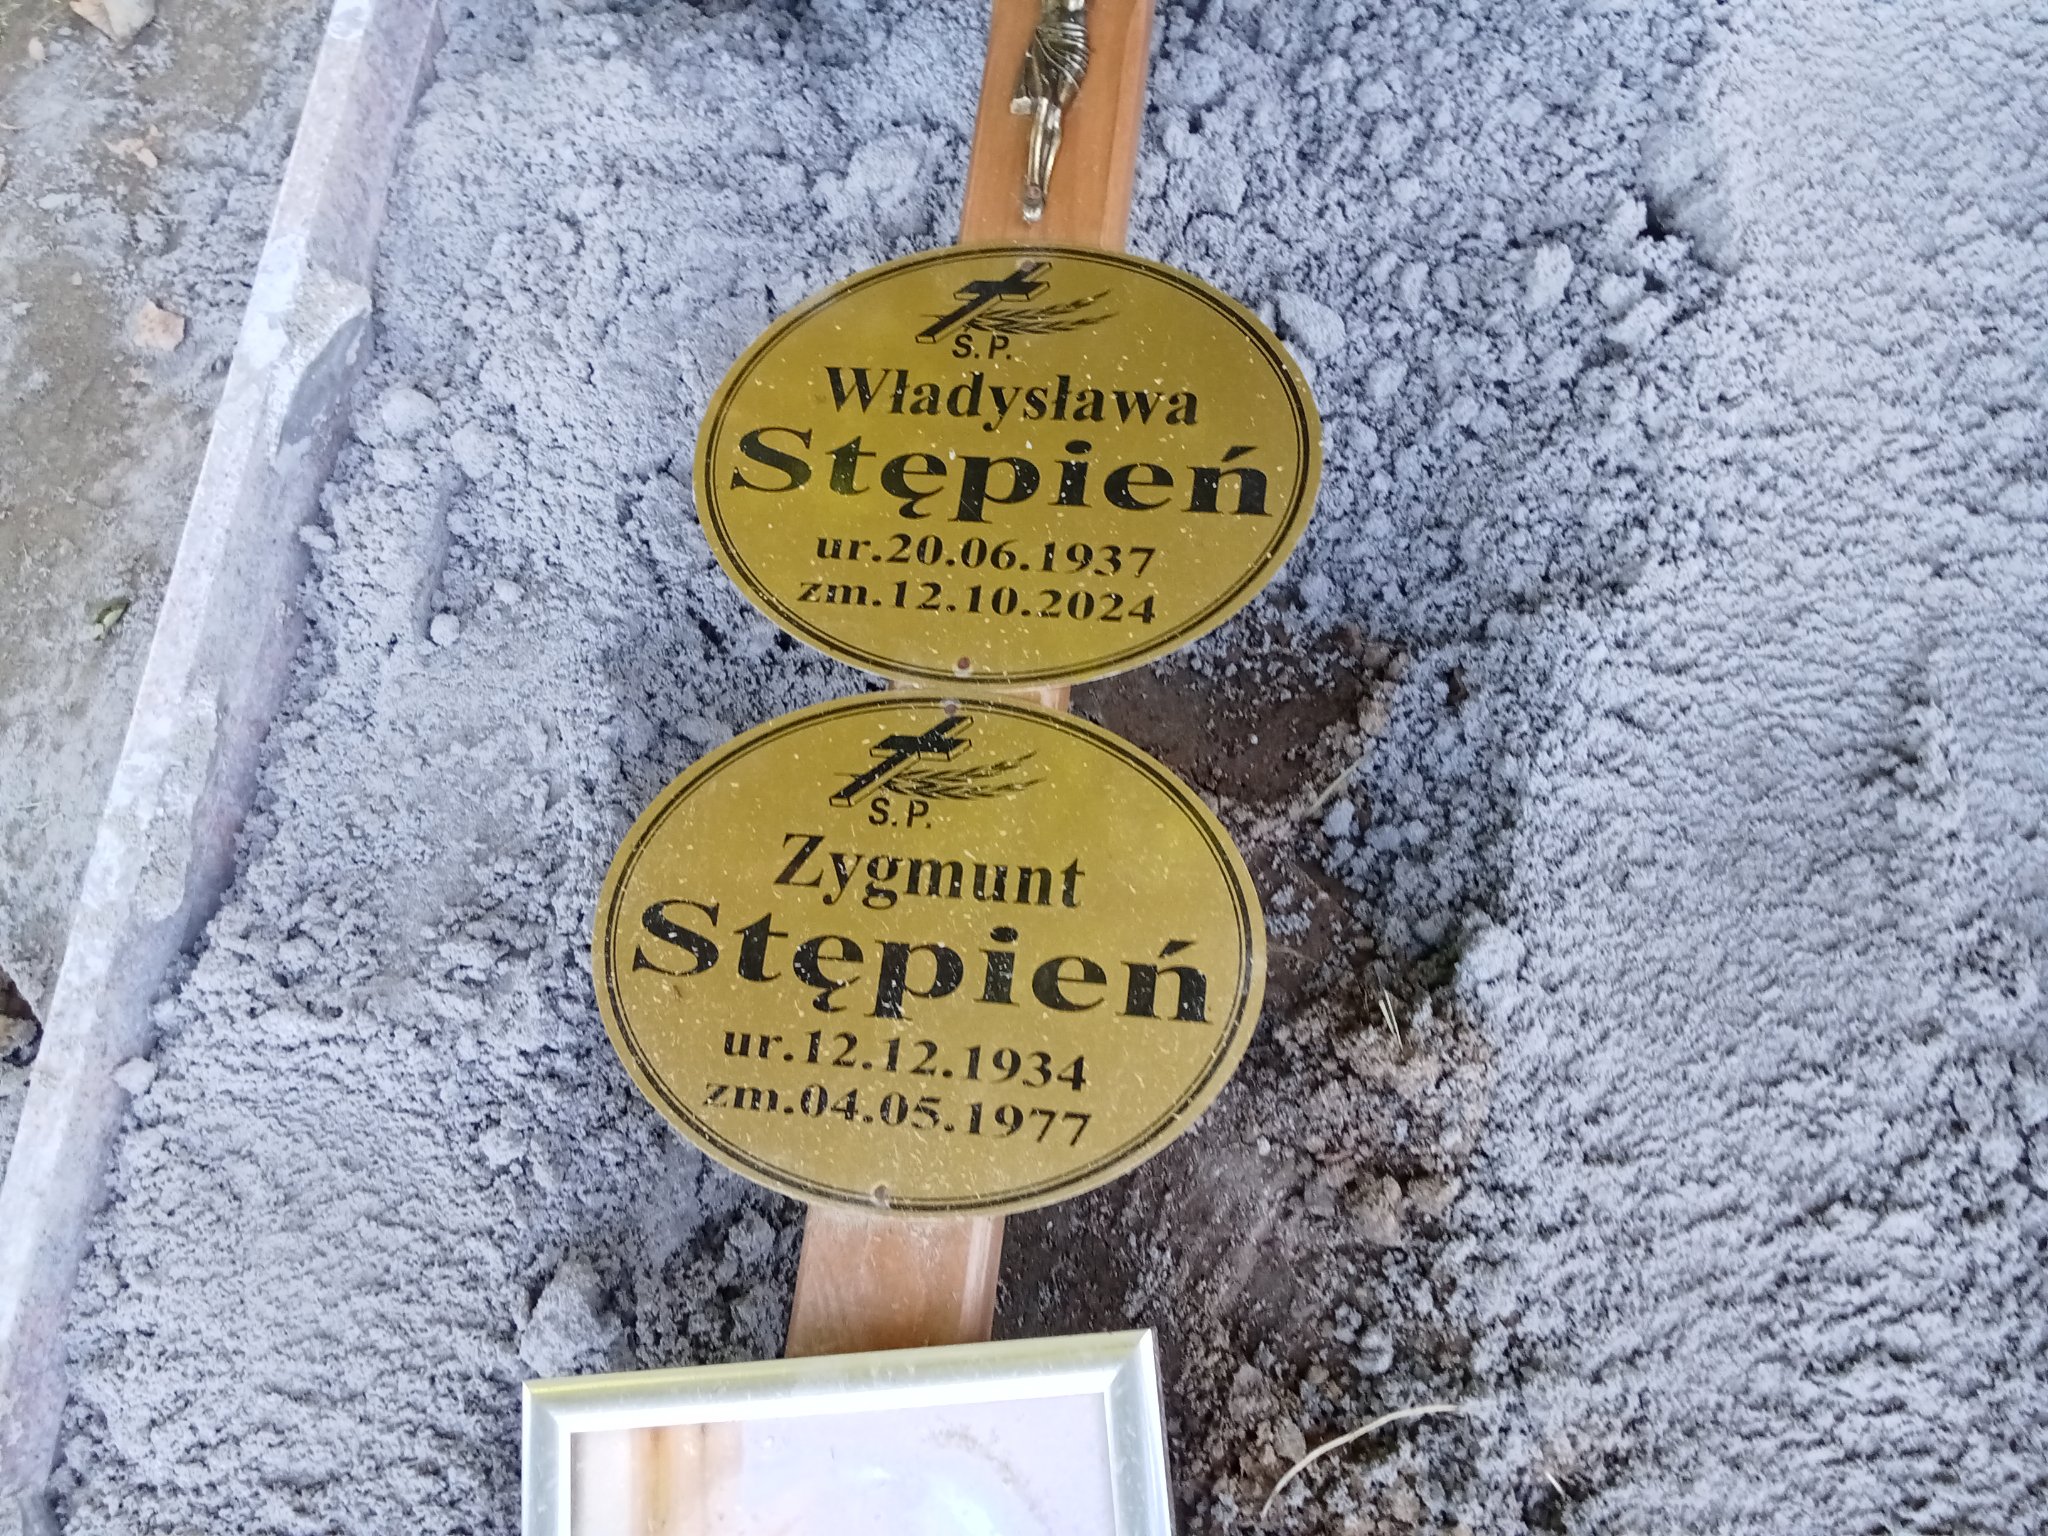 S.P.
Władysława
Stępień
ur.20.06.1937
zm.12.10.2024
S.P.
Zygmunt
Stępień
ur.12.12.1934
zm.04.05.1977